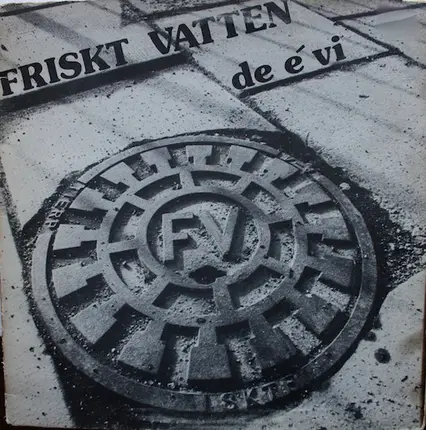 FRISKT VATTEN
de é vi
FV